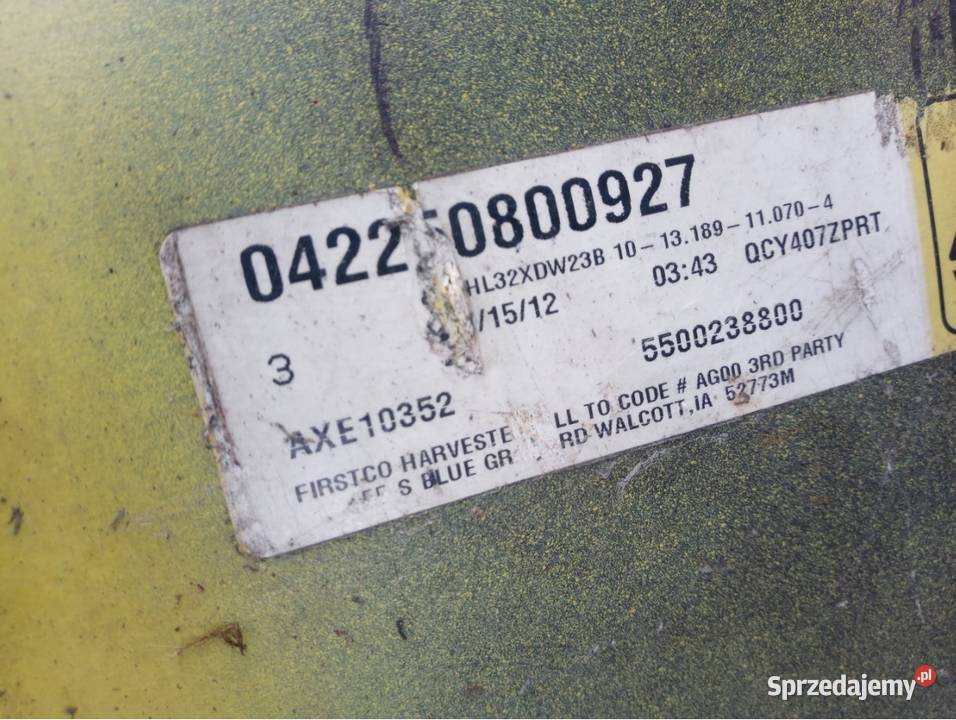 0422 0800927
HL32XDW23B 10-13.189-11.070-4
/15/12 03:43 QCY407ZPRT
3 5500238800
AXE10352
FIRSTCO HARVESTE LL TO CODE # AG00 3RD PARTY
S BLUE GR RD WALCOTT,IA 52773M
Sprzedajemy.pl